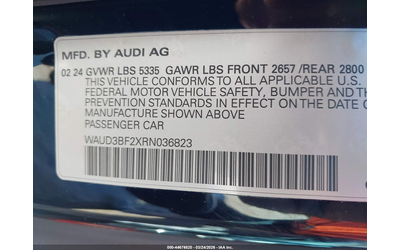 MFD. BY AUDI AG
02 24 GVWR LBS 5335 GAWR LBS FRONT 2657 /REAR 2800
THIS VEHICLE CONFORMS TO ALL APPLICABLE U.S.
FEDERAL MOTOR VEHICLE SAFETY, BUMPER AND T
PREVENTION STANDARDS IN EFFECT ON THE DATE OF
MANUFACTURE SHOWN ABOVE
PASSENGER CAR
WAUD3BF2XRN036823